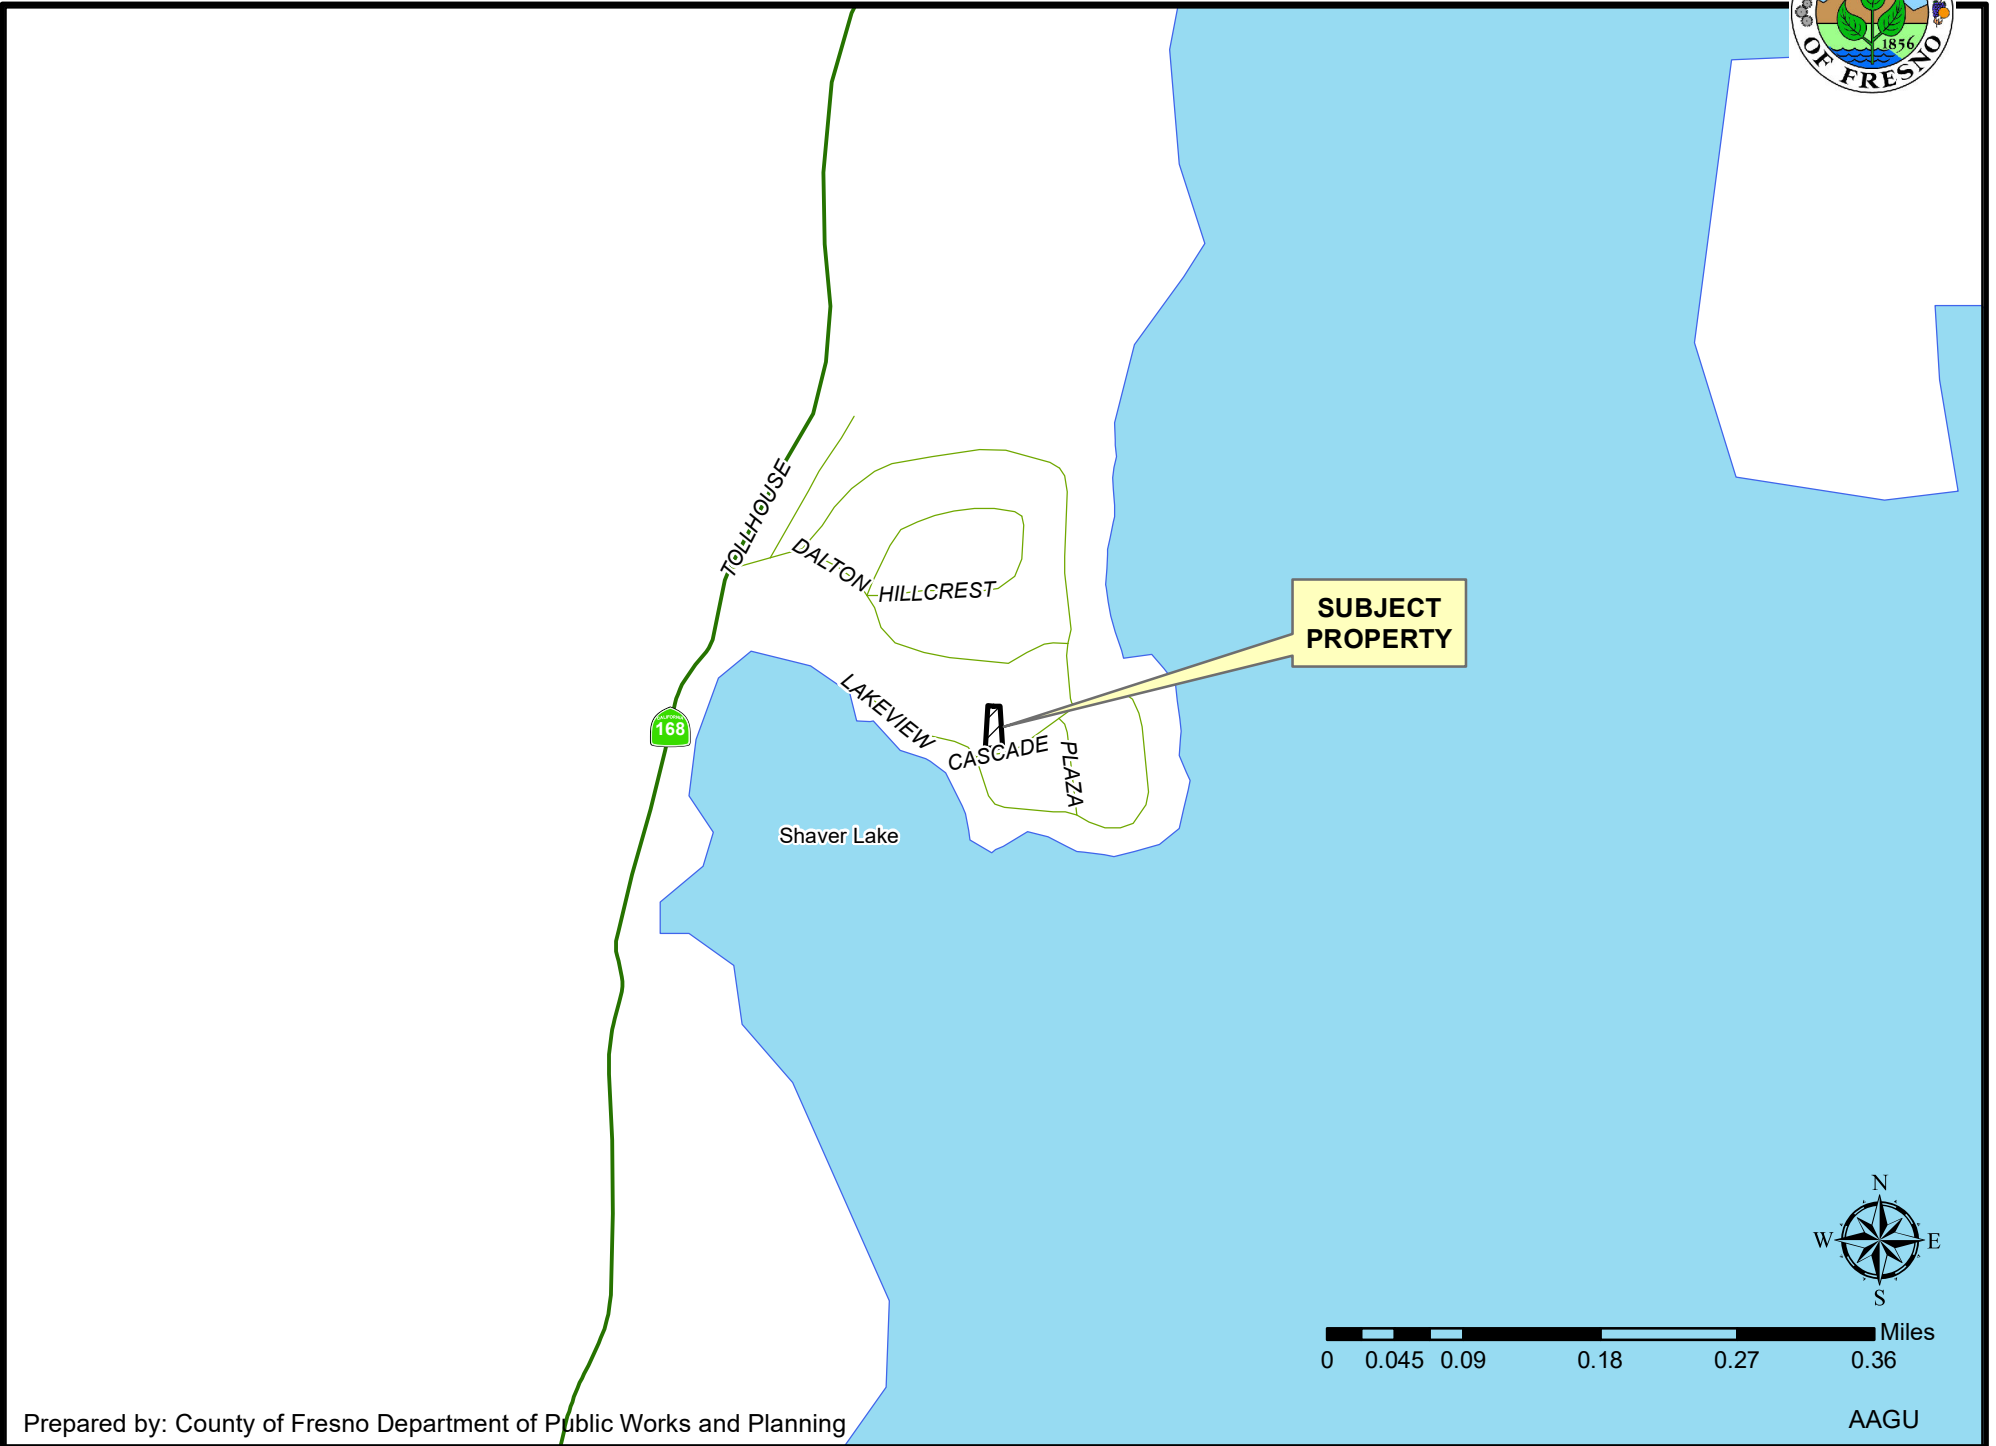 1856
OF FRESNO
TOLLHOUSE
DALTON
HILLCREST
SUBJECT
PROPERTY
LAKEVIEW
CALIFORNIA
168
CASCADE
PLAZA
Shaver Lake
N
W E
S
Miles
0 0.045 0.09 0.18 0.27 0.36
Prepared by: County of Fresno Department of Public Works and Planning
AAGU